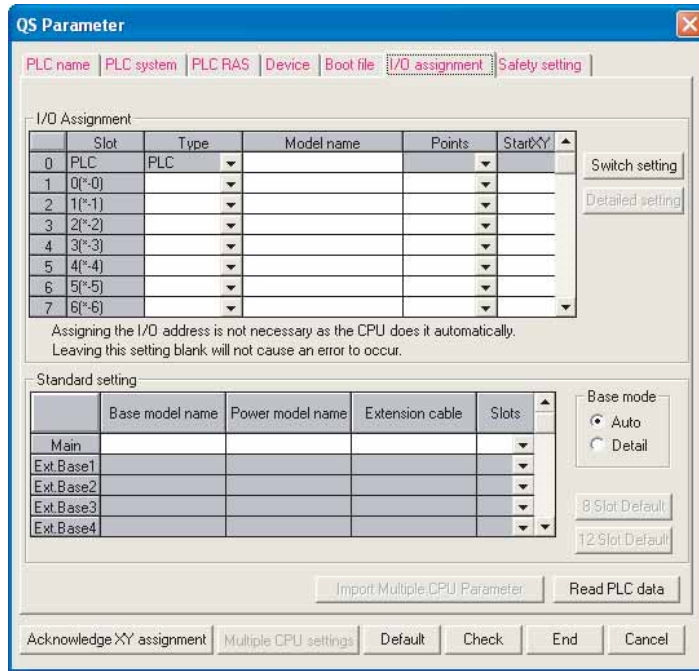 QS Parameter
PLC name PLC system PLC RAS Device Boot file I/O assignment Safety setting
I/O Assignment
Slot Type Model name Points StartXY
0 PLC PLC
1 0(*-0)
2 1(*-1)
3 2(*-2)
4 3(*-3)
5 4(*-4)
6 5(*-5)
7 6(*-6)
Switch setting
Detailed setting
Assigning the I/O address is not necessary as the CPU does it automatically.
Leaving this setting blank will not cause an error to occur.
Standard setting
Base model name Power model name Extension cable Slots
Main
Ext.Base1
Ext.Base2
Ext.Base3
Ext.Base4
Base mode
Auto
Detail
8 Slot Default
12 Slot Default
Import Multiple CPU Parameter Read PLC data
Acknowledge XY assignment Multiple CPU settings Default Check End Cancel